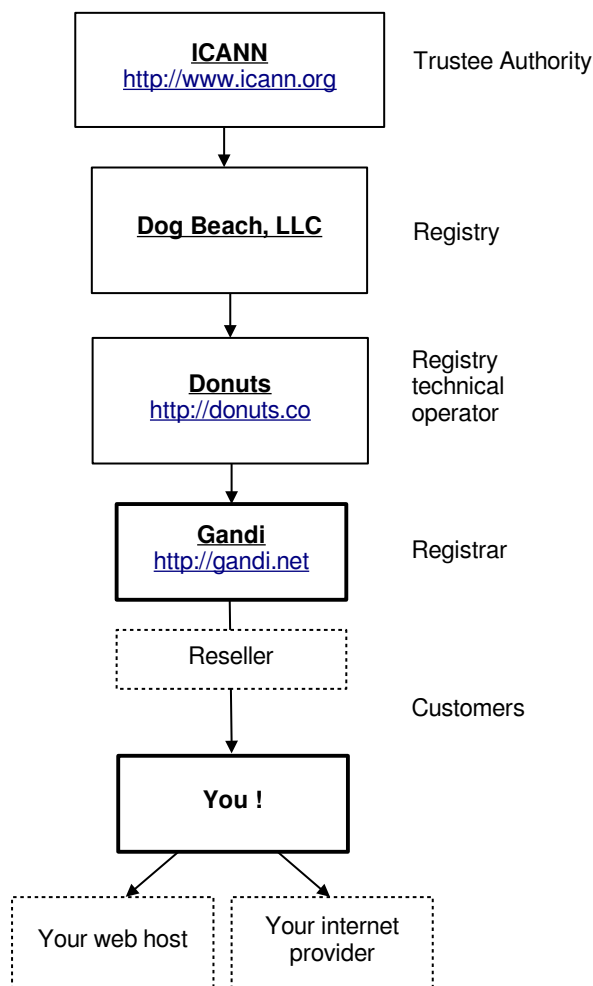 ICANN
http://www.icann.org
Trustee Authority
Dog Beach, LLC
Registry
Donuts
http://donuts.co
Registry
technical
operator
Gandi
http://gandi.net
Registrar
Reseller
Customers
You !
Your web host
Your internet
provider